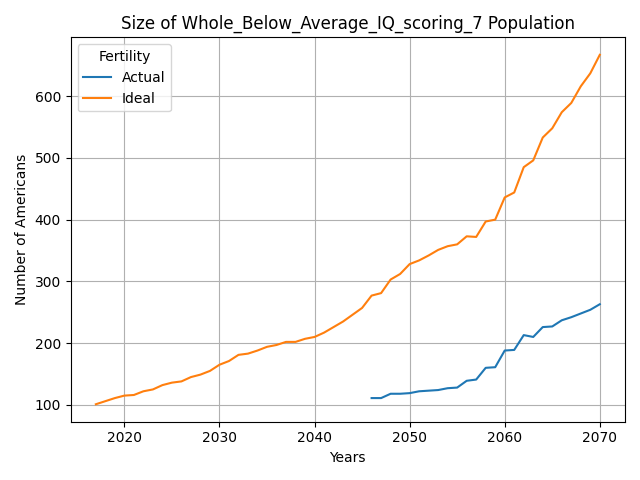 Size of Whole_Below_Average_IQ_scoring_7 Population
Fertility
Actual
Ideal
Number of Americans
600
500
400
300
200
100
2020
2030
2040
2050
2060
2070
Years